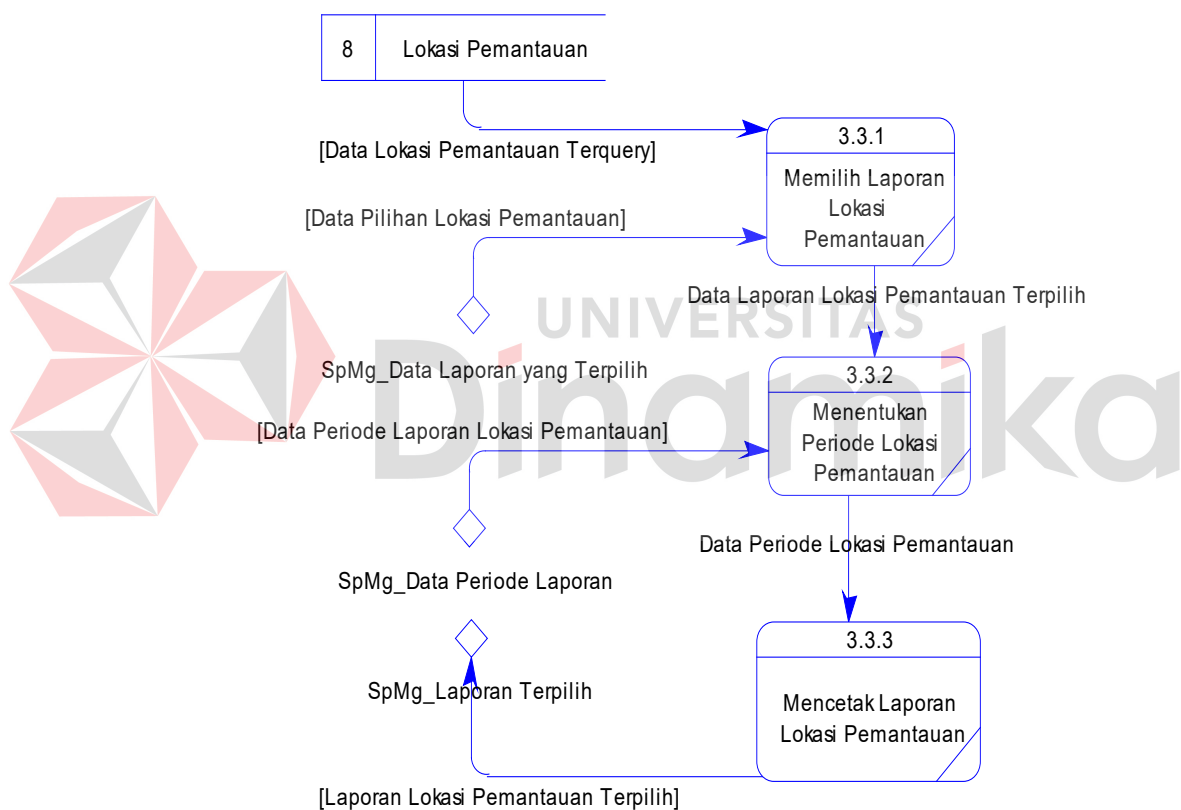 8 Lokasi Pemantauan
[Data Lokasi Pemantauan Terquery]
3.3.1
Memilih Laporan
Lokasi
Pemantauan
[Data Pilihan Lokasi Pemantauan]
Data Laporan Lokasi Pemantauan Terpilih
UNIVERSITAS
Dinamika
SpMg_Data Laporan yang Terpilih
3.3.2
Menentukan
Periode Lokasi
Pemantauan
[Data Periode Laporan Lokasi Pemantauan]
Data Periode Lokasi Pemantauan
SpMg_Data Periode Laporan
3.3.3
Mencetak Laporan
Lokasi Pemantauan
SpMg_Laporan Terpilih
[Laporan Lokasi Pemantauan Terpilih]